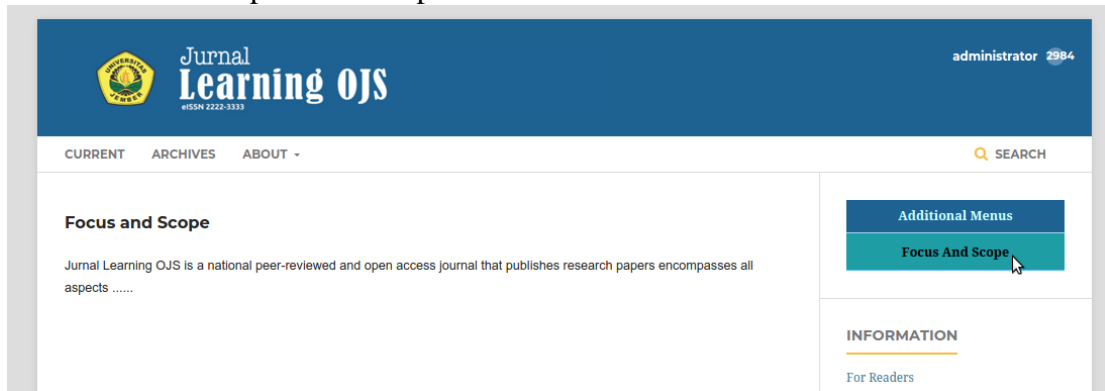 Jurnal
Learning OJS
eISSN 2222-3333
UNIVERSITAS
JEMBER
administrator 2984
CURRENT ARCHIVES ABOUT
SEARCH
Focus and Scope
Jurnal Learning OJS is a national peer-reviewed and open access journal that publishes research papers encompasses all
aspects ......
Additional Menus
Focus And Scope
INFORMATION
For Readers